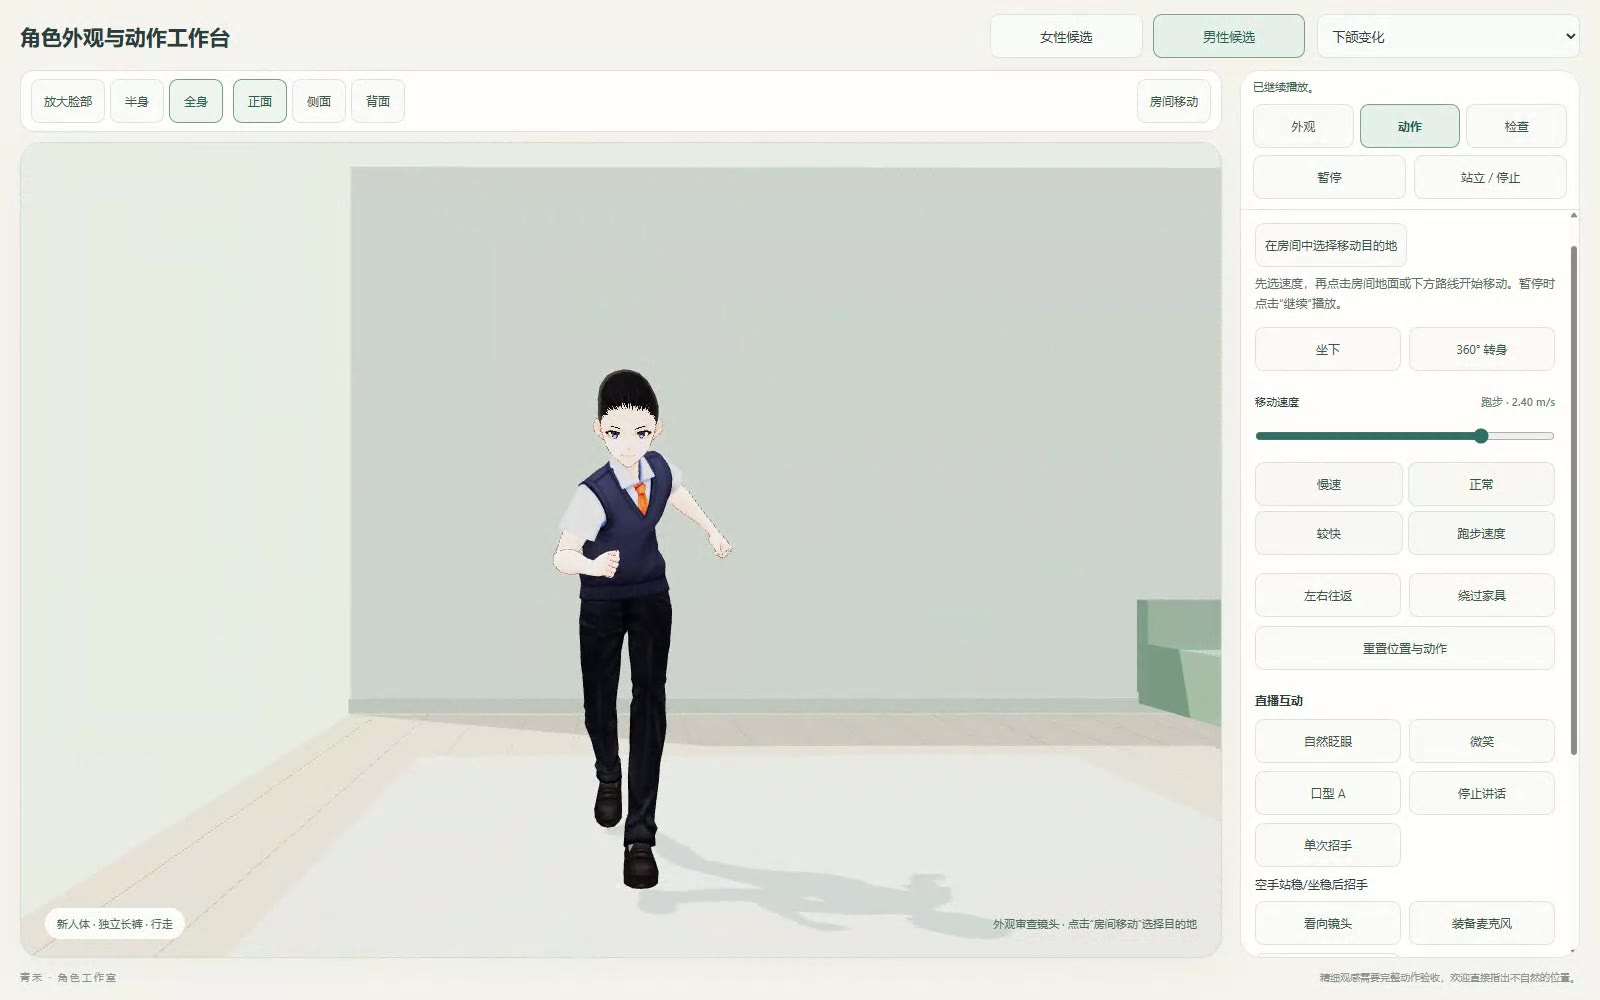 角色外观与动作工作台
女性候选
男性候选
下颌变化
放大脸部
半身
全身
正面
侧面
背面
房间移动
已继续播放。
外观
动作
检查
暂停
站立 / 停止
在房间中选择移动目的地
先选速度，再点击房间地面或下方路线开始移动。暂停时
点击“继续”播放。
坐下
360° 转身
移动速度
跑步 · 2.40 m/s
慢速
正常
较快
跑步速度
左右往返
绕过家具
重置位置与动作
直播互动
自然眨眼
微笑
口型 A
停止讲话
单次招手
空手站稳/坐稳后招手
看向镜头
装备麦克风
新人体 · 独立长裤 · 行走
外观审查镜头 · 点击“房间移动”选择目的地
青禾 · 角色工作室
精细观感需要完整动作验收，欢迎直接指出不自然的位置。